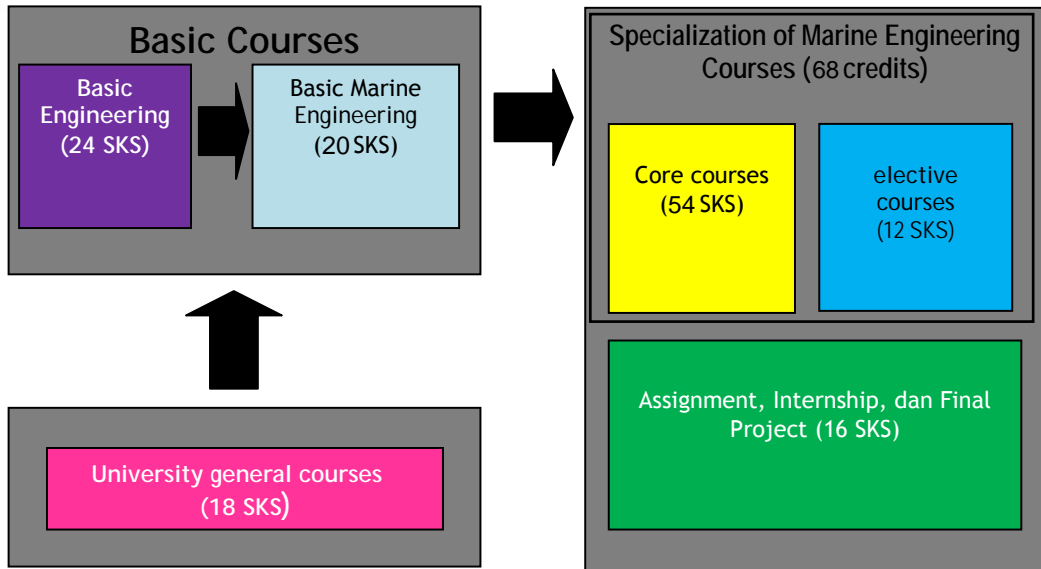 Basic Courses
Basic
Engineering
(24 SKS)
Basic Marine
Engineering
(20 SKS)
University general courses
(18 SKS)
Specialization of Marine Engineering
Courses (68 credits)
Core courses
(54 SKS)
elective
courses
(12 SKS)
Assignment, Internship, dan Final
Project (16 SKS)